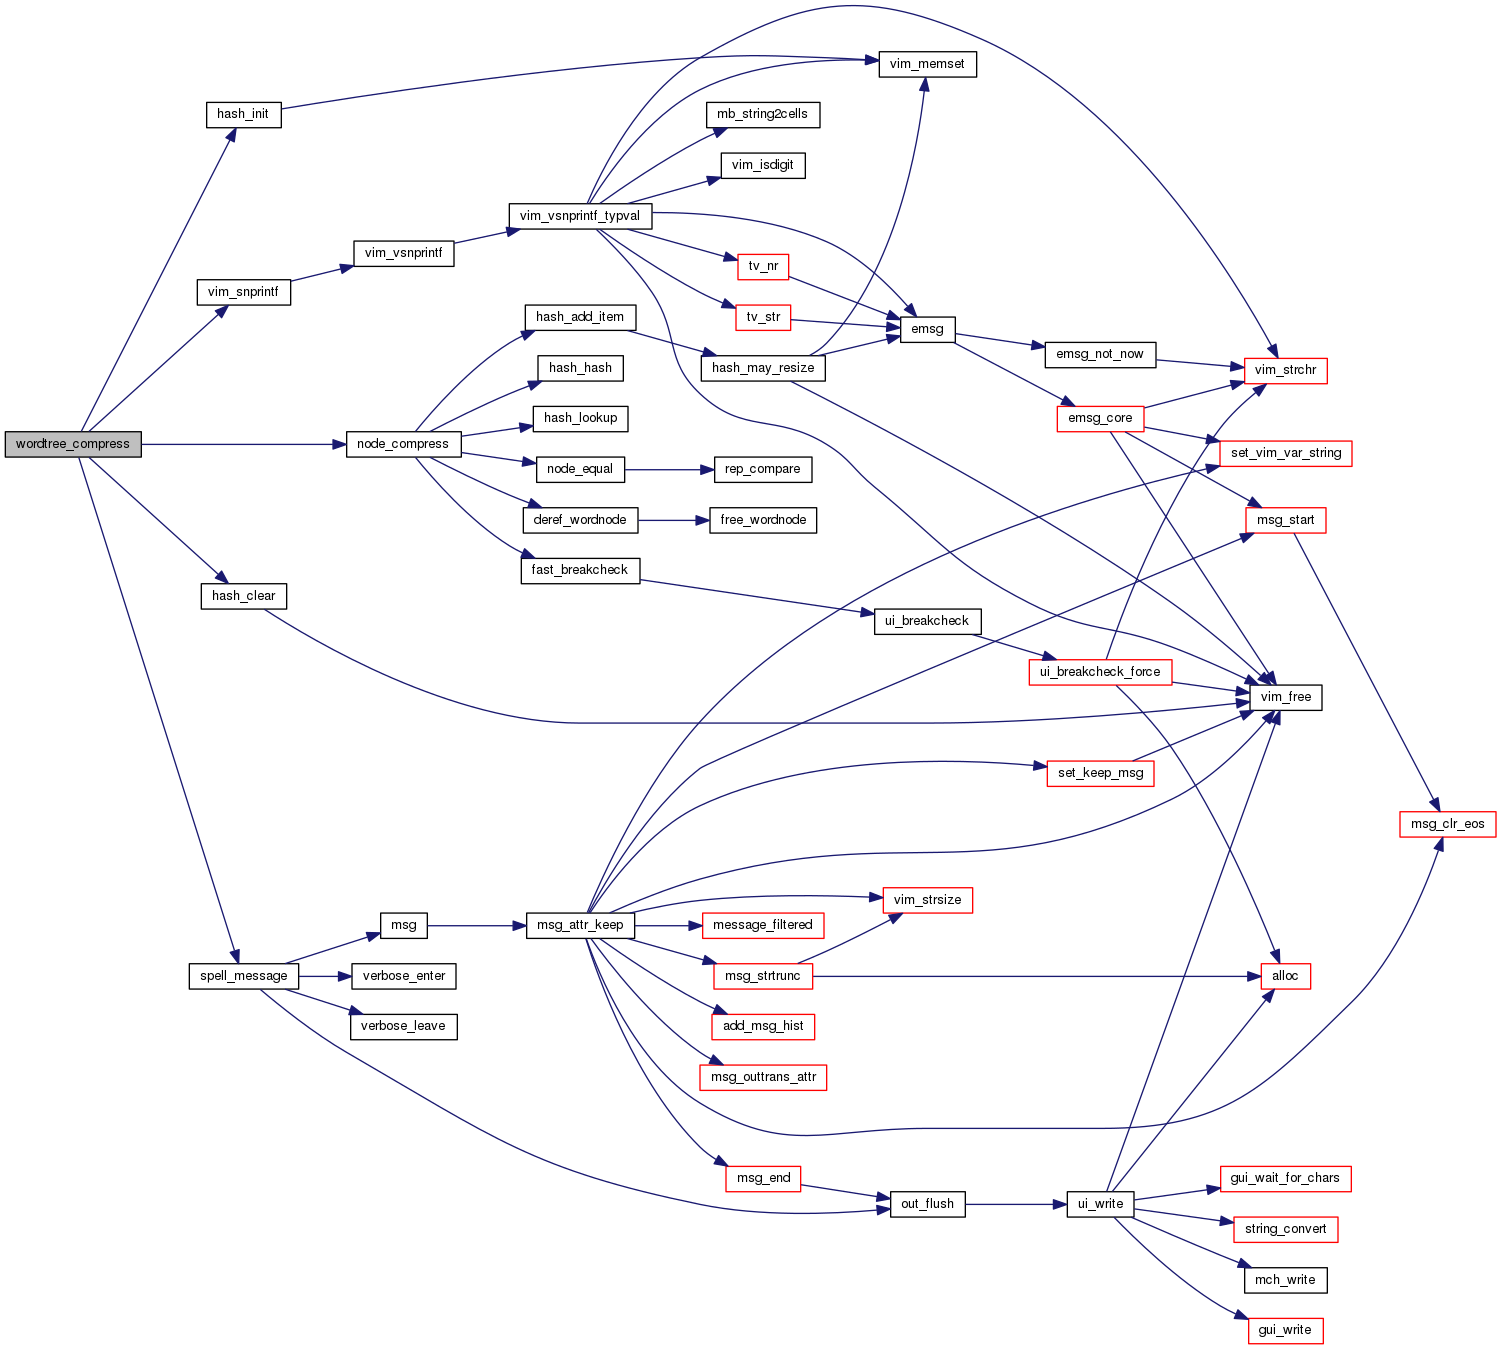 wordtree_compress
hash_init
vim_snprintf
hash_clear
spell_message
vim_vsnprintf
node_compress
msg
verbose_enter
verbose_leave
vim_vsnprintf_typval
hash_add_item
hash_hash
hash_lookup
node_equal
deref_wordnode
fast_breakcheck
msg_attr_keep
mb_string2cells
vim_isdigit
tv_nr
tv_str
hash_may_resize
rep_compare
free_wordnode
message_filtered
msg_strtrunc
add_msg_hist
msg_outtrans_attr
msg_end
vim_memset
emsg
ui_breakcheck
vim_strsize
out_flush
emsg_not_now
emsg_core
ui_breakcheck_force
set_keep_msg
ui_write
vim_strchr
set_vim_var_string
msg_start
vim_free
alloc
gui_wait_for_chars
string_convert
mch_write
gui_write
msg_clr_eos